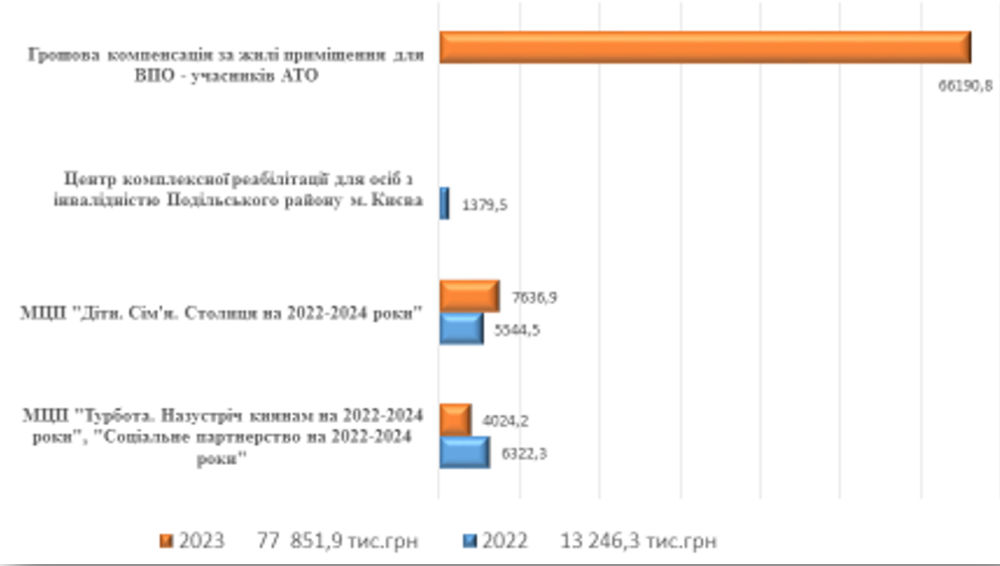 Грошова компенсація за жилі приміщення для
ВПО - учасників АТО
66190,8
Центр комплексної реабілітації для осіб з
інвалідністю Подільського району м. Києва
1379,5
7636,9
МЦП "Діти. Сім'я. Столиця на 2022-2024 роки"
5544,5
МЦП "Турбота. Назустріч киянам на 2022-2024
роки", "Соціальне партнерство на 2022-2024
роки"
4024,2
6322,3
2023 77 851,9 тис.грн 2022 13 246,3 тис.грн